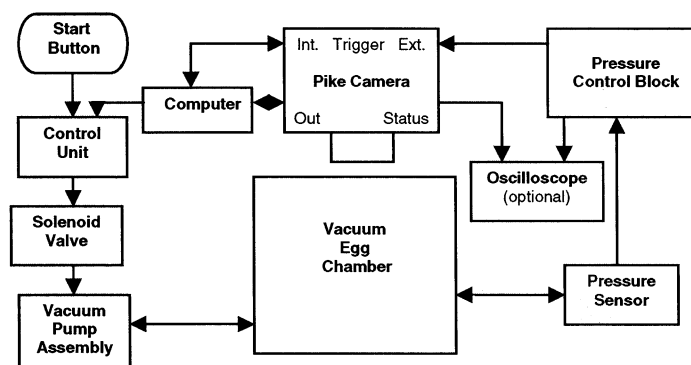 Start
Button
Int. Trigger Ext.
Pike Camera
Out Status
Pressure
Control Block
Computer
Control
Unit
Oscilloscope
(optional)
Solenoid
Valve
Vacuum
Egg
Chamber
Pressure
Sensor
Vacuum
Pump
Assembly